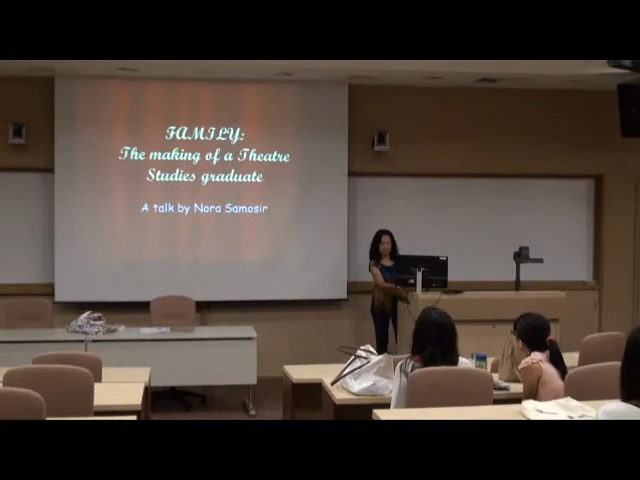 FAMILY:
The making of a Theatre
Studies graduate
A talk by Nora Samosir